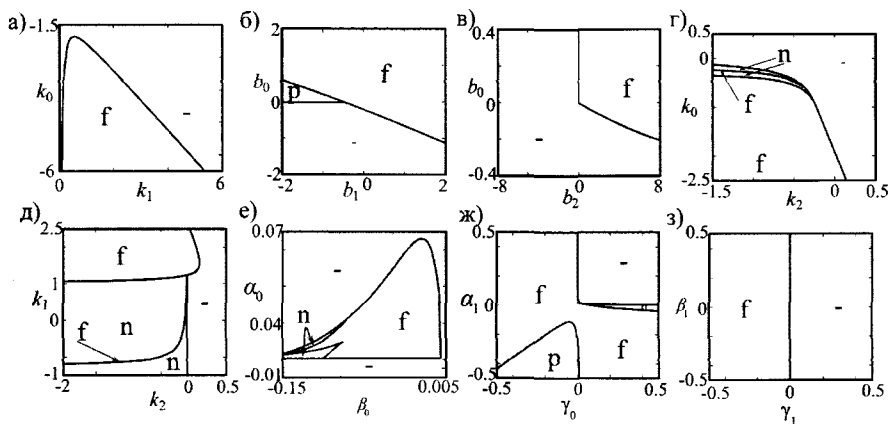 а) б) в) г)
-1.5 2 0.4 0.5
k₀ b₀ b₀ k₀
f f p f n f f
0 0 0
- - - -
-6 -2 -0.4 -2.5
0 6 -2 0 2 -8 0 8 -1.5 0 0.5
k₁ b₁ b₂ k₂
д) е) ж) з)
2.5 0.07 0.5 0.5
f - f - f -
1 n
k₁ α₀ α₁ β₁
0 n f 0.04 n f 0 n 0
f n p f
-1 -0.01 - -0.5 -0.5
-2 0 0.5 -0.15 0.005 -0.5 0 0.5 -0.5 0 0.5
k₂ β₀ γ₀ γ₁